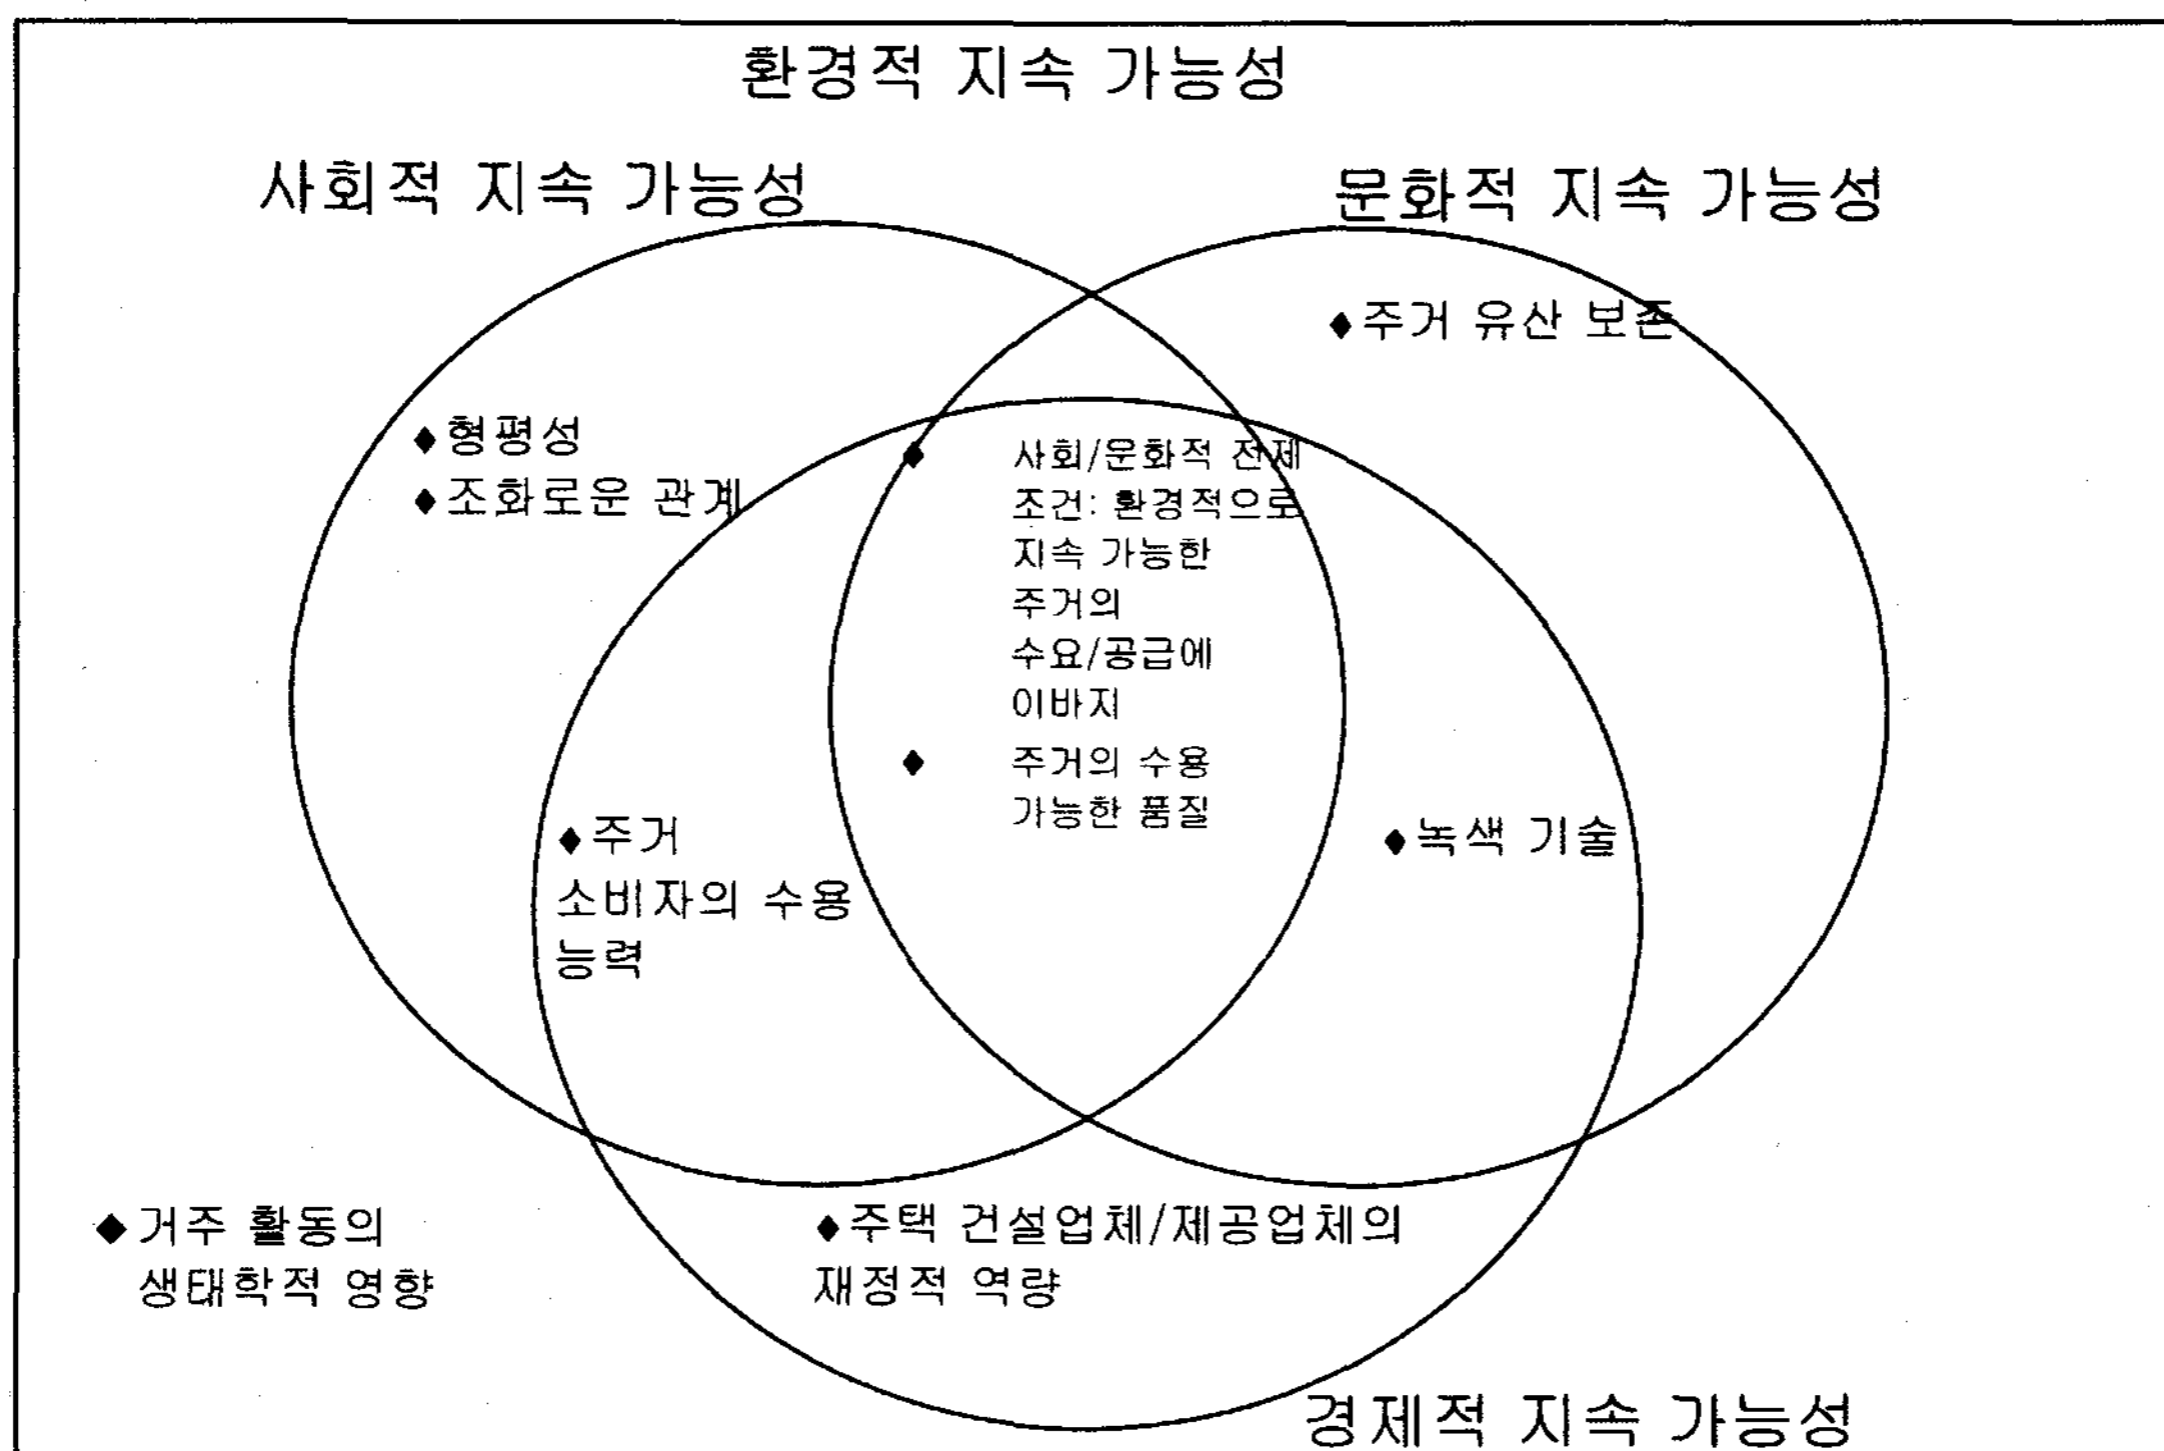 환경적 지속 가능성
사회적 지속 가능성
문화적 지속 가능성
◆주거 유산 보존
◆형평성
◆조화로운 관계
◆ 사회/문화적 전제
조건: 환경적으로
지속 가능한
주거의
수요/공급에
이바지
◆ 주거의 수용
가능한 품질
◆주거
소비자의 수용
능력
◆녹색 기술
◆거주 활동의
생태학적 영향
◆주택 건설업체/제공업체의
재정적 역량
경제적 지속 가능성